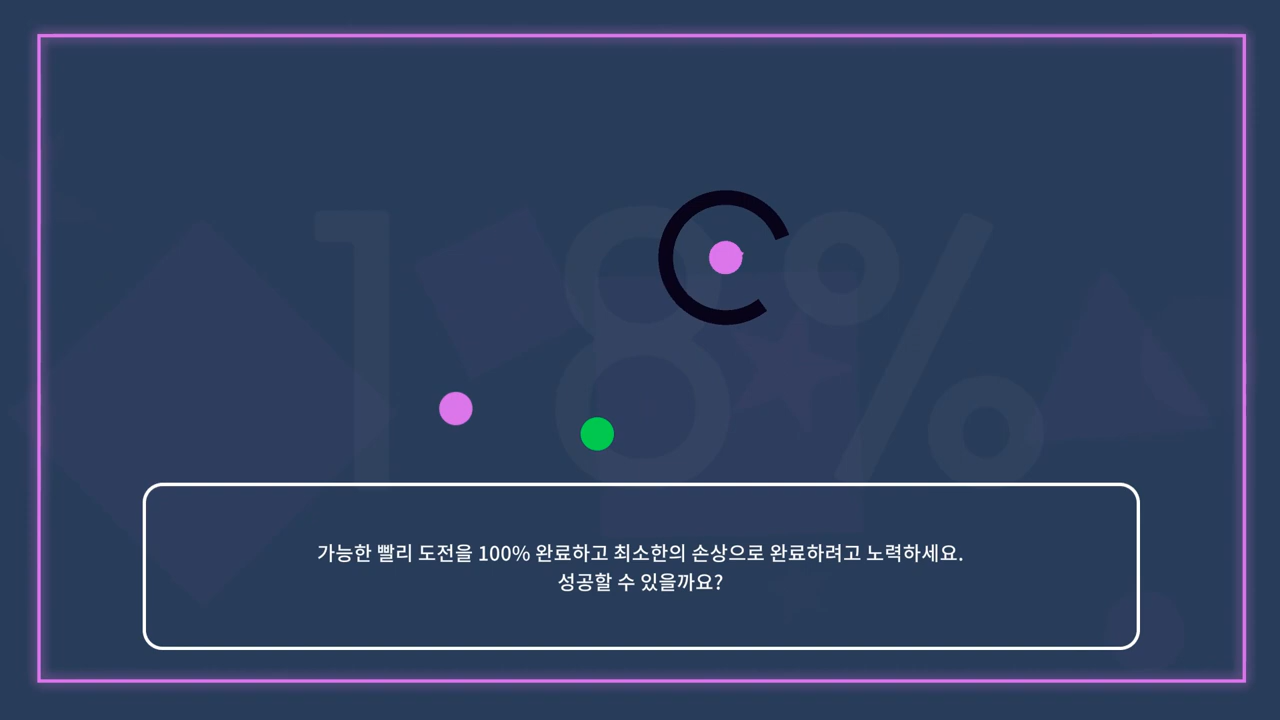 18%
가능한 빨리 도전을 100% 완료하고 최소한의 손상으로 완료하려고 노력하세요.
성공할 수 있을까요?